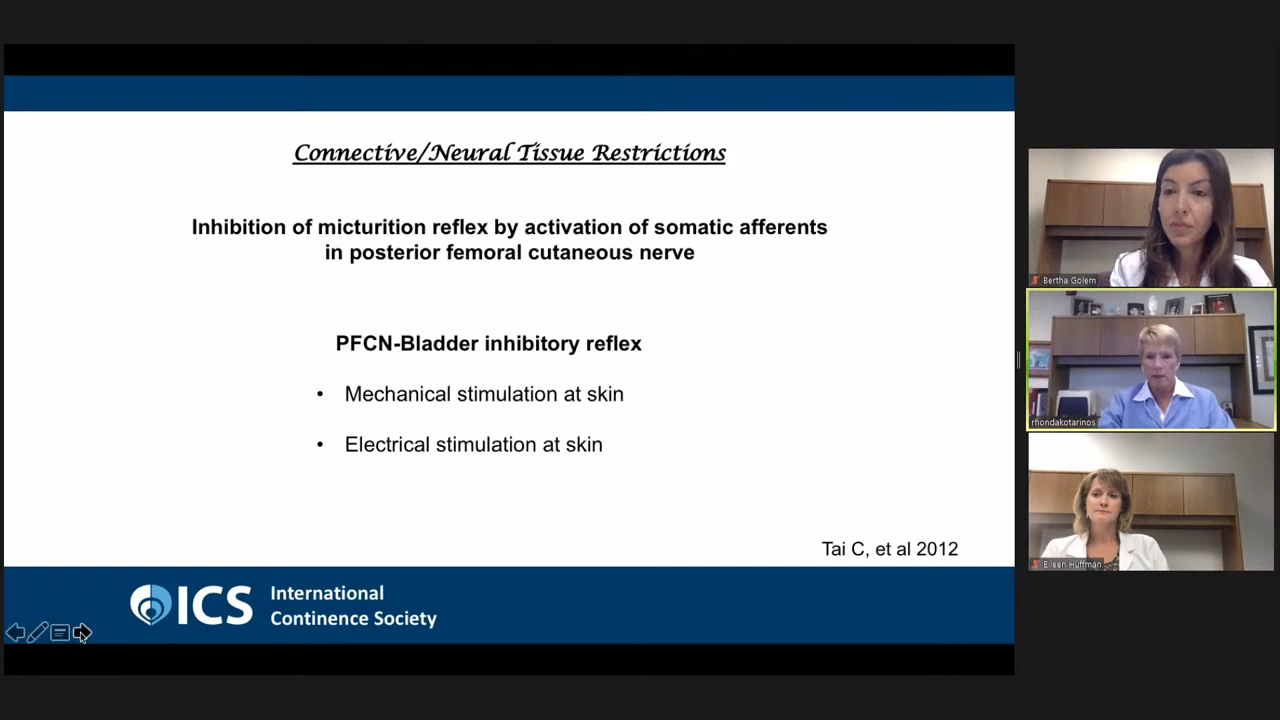 Connective/Neural Tissue Restrictions
Inhibition of micturition reflex by activation of somatic afferents
in posterior femoral cutaneous nerve
PFCN-Bladder inhibitory reflex
• Mechanical stimulation at skin
• Electrical stimulation at skin
Tai C, et al 2012
ICS International
Continence Society
Bertha Golem
rhondakotarinos
Eileen Huffman